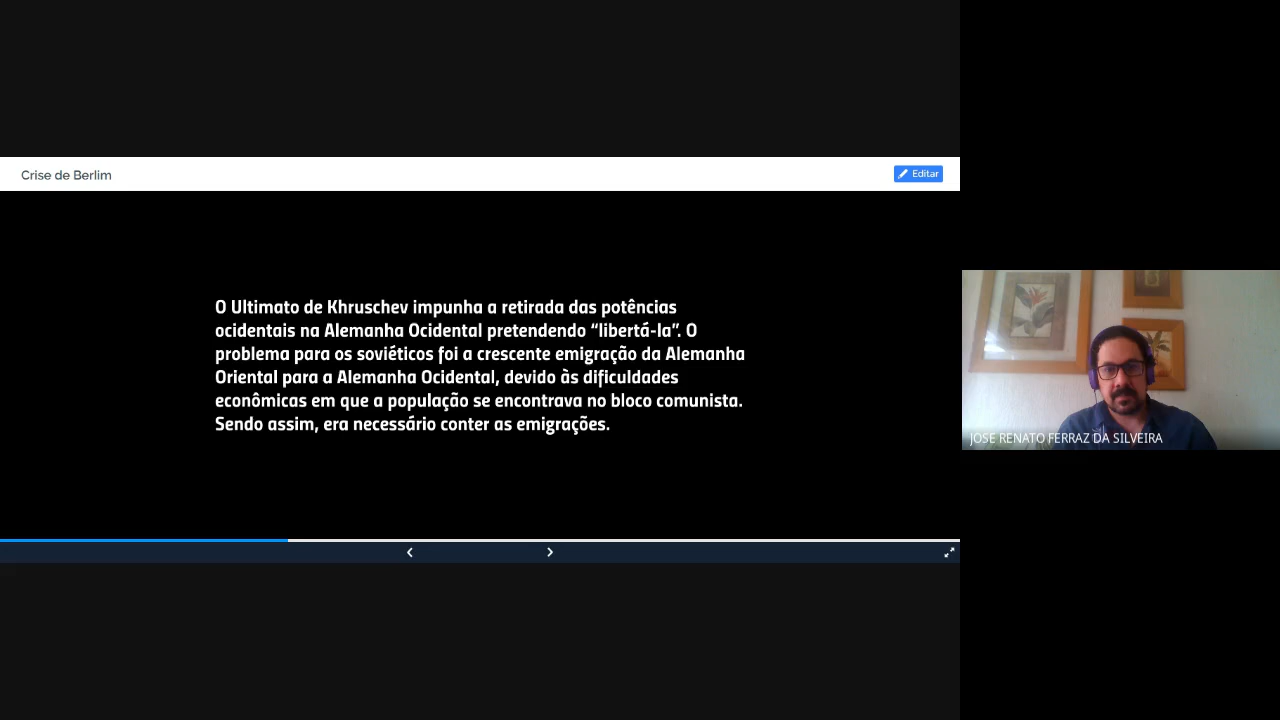 Crise de Berlim
Editar
O Ultimato de Khruschev impunha a retirada das potências
ocidentais na Alemanha Ocidental pretendendo “libertá-la”. O
problema para os soviéticos foi a crescente emigração da Alemanha
Oriental para a Alemanha Ocidental, devido às dificuldades
econômicas em que a população se encontrava no bloco comunista.
Sendo assim, era necessário conter as emigrações.
JOSE RENATO FERRAZ DA SILVEIRA